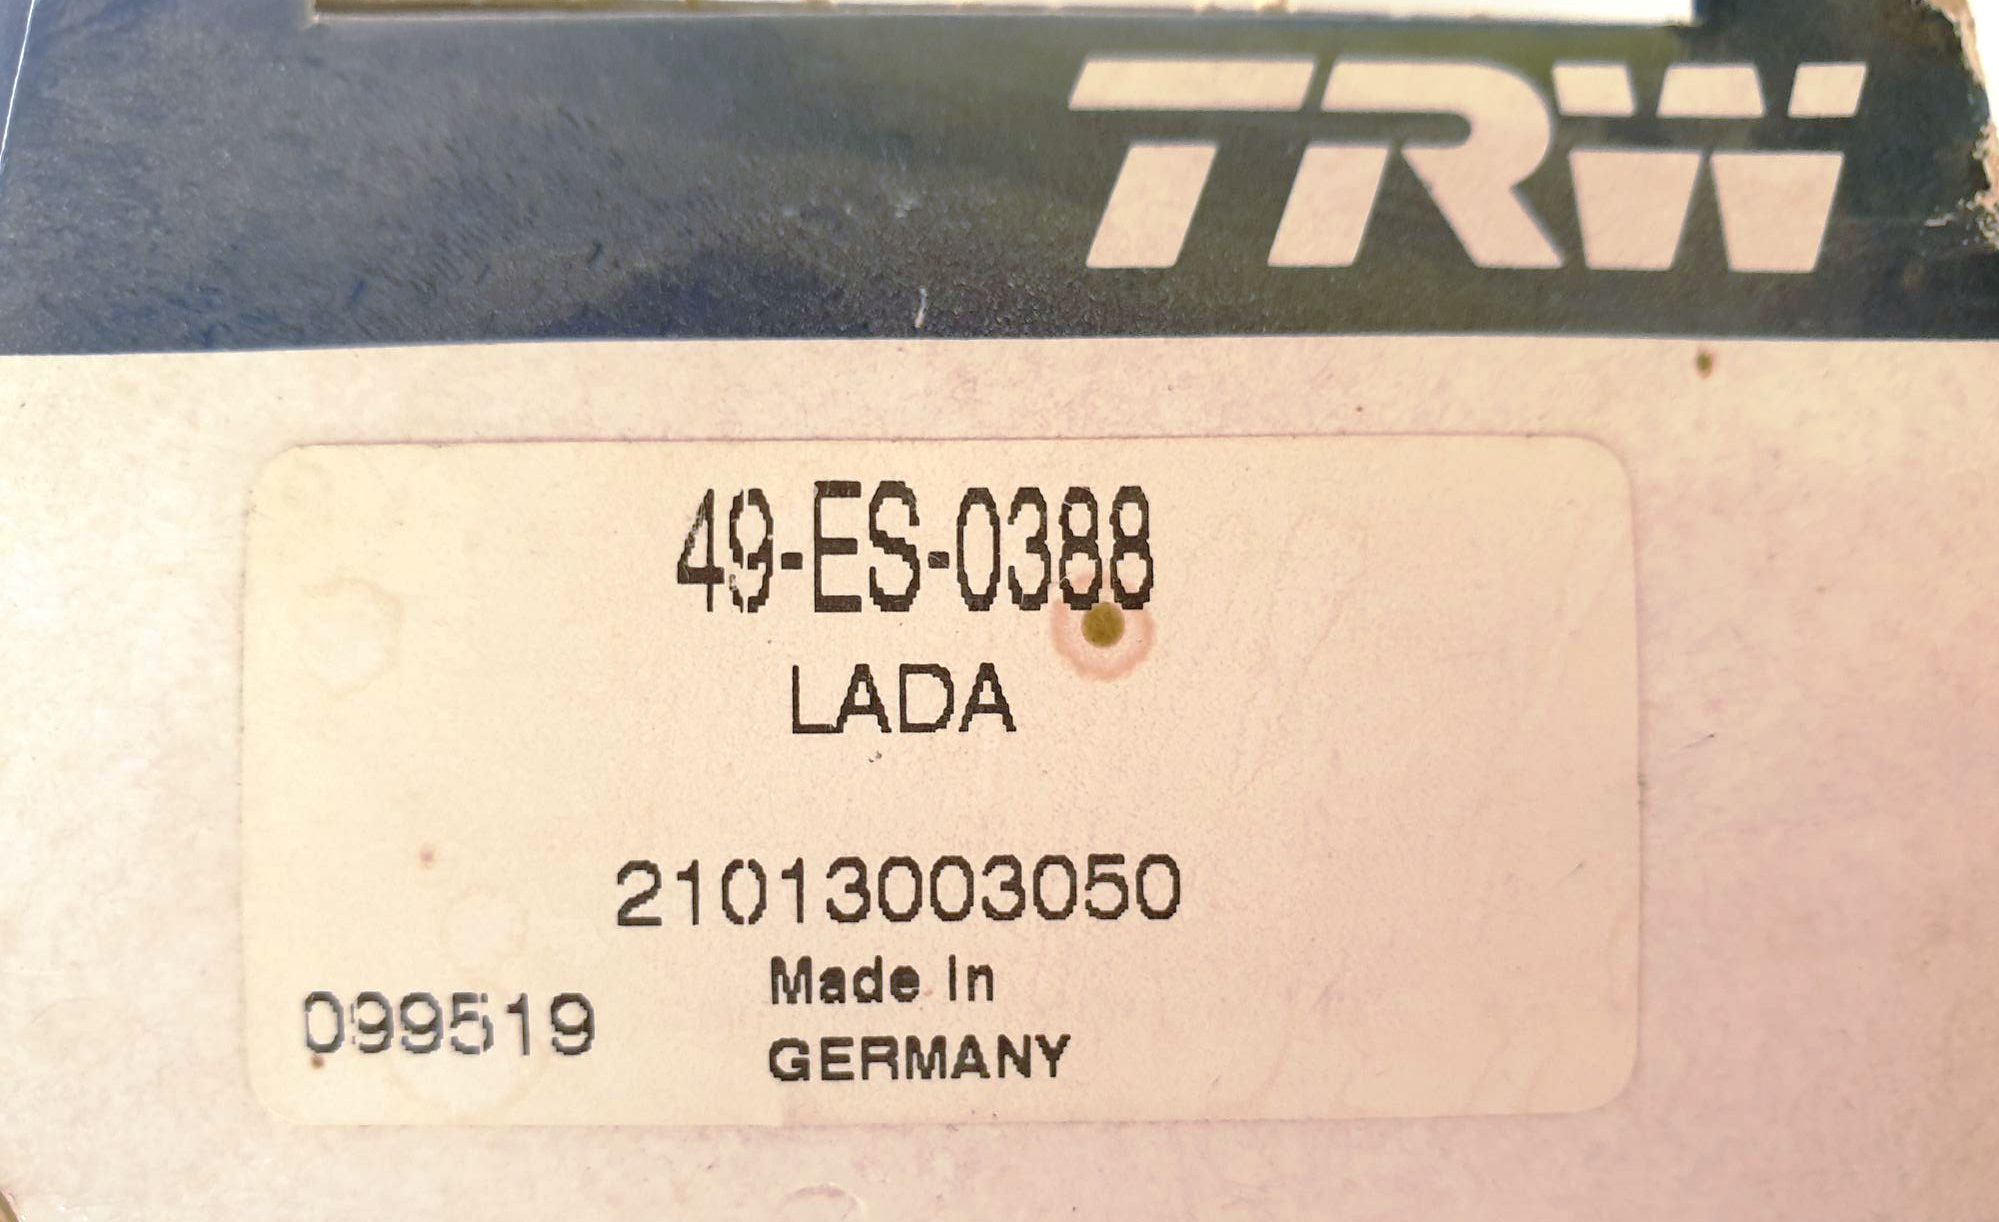 TRW
49-ES-0388
LADA
21013003050
Made In
GERMANY
099519